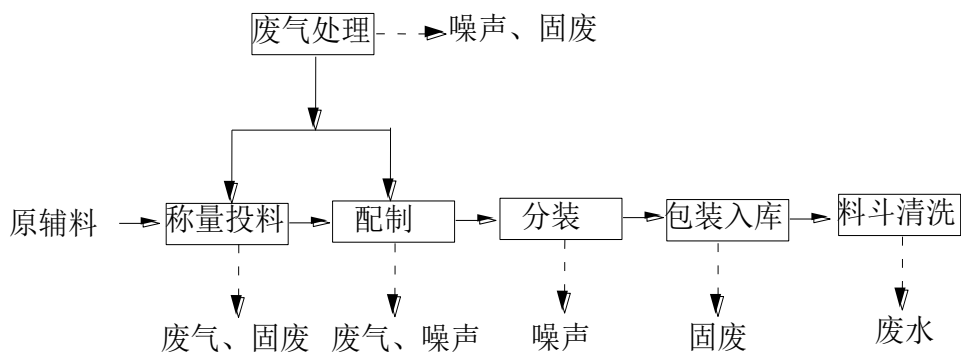 废气处理 噪声、固废
原辅料 称量投料 配制 分装 包装入库 料斗清洗
废气、固废 废气、噪声 噪声 固废 废水